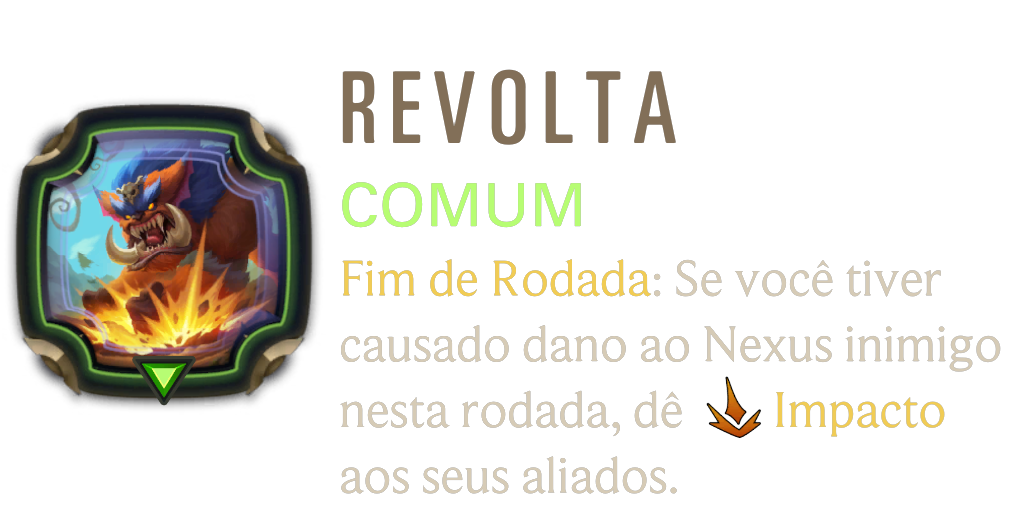 REVOLTA
COMUM
Fim de Rodada: Se você tiver
causado dano ao Nexus inimigo
nesta rodada, dê Impacto
aos seus aliados.